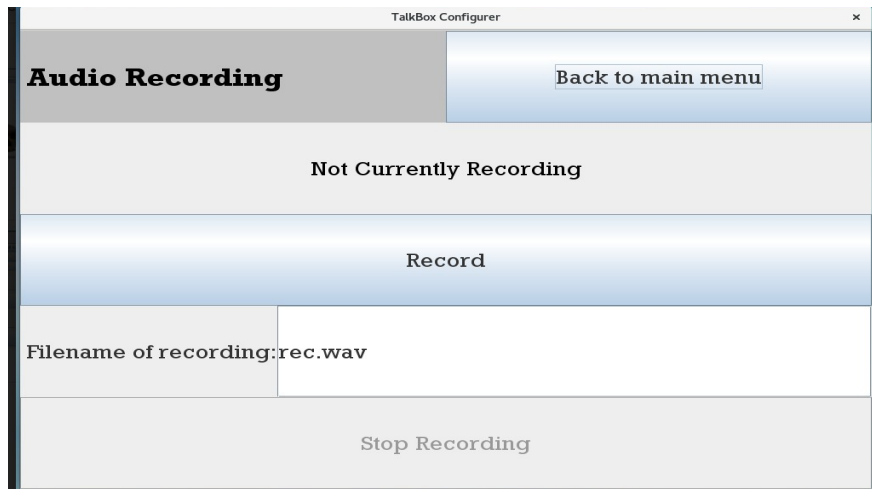 TalkBox Configurer ×
Audio Recording
Back to main menu
Not Currently Recording
Record
Filename of recording: rec.wav
Stop Recording